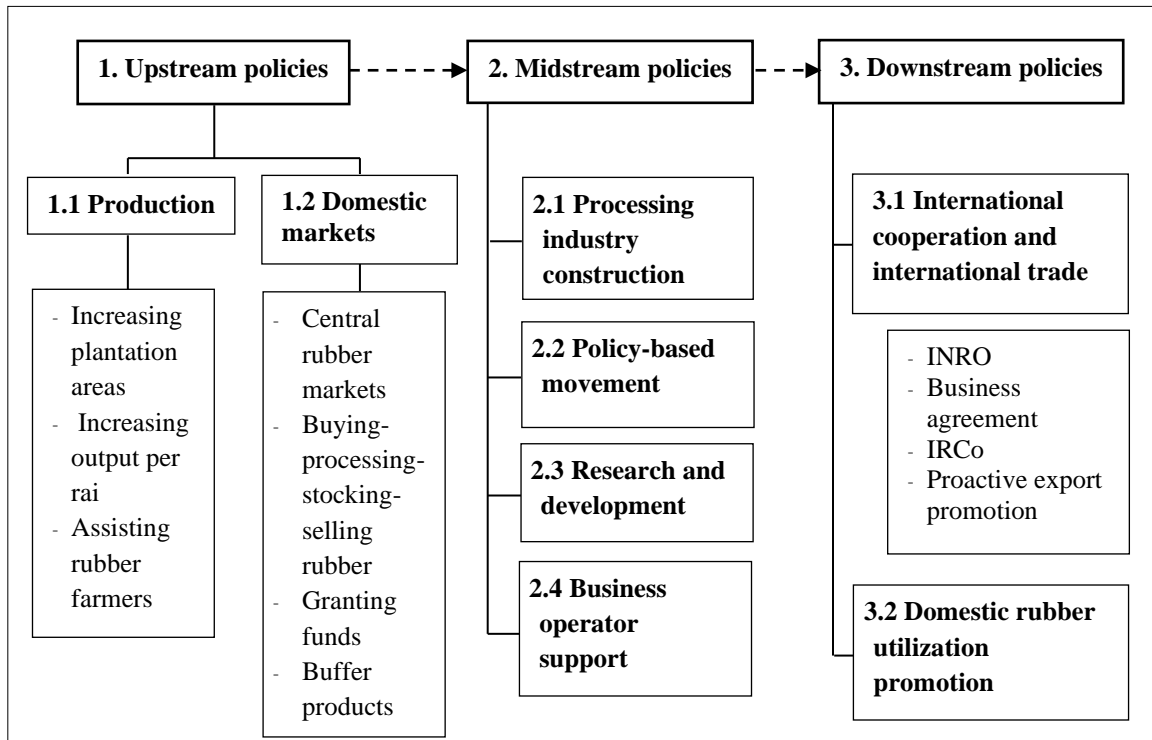 1. Upstream policies
2. Midstream policies
3. Downstream policies
1.1 Production
- Increasing
plantation
areas
- Increasing
output per
rai
- Assisting
rubber
farmers
1.2 Domestic
markets
- Central
rubber
markets
- Buying-
processing-
stocking-
selling
rubber
- Granting
funds
- Buffer
products
2.1 Processing
industry
construction
2.2 Policy-based
movement
2.3 Research and
development
2.4 Business
operator
support
3.1 International
cooperation and
international trade
- INRO
- Business
agreement
- IRCo
- Proactive export
promotion
3.2 Domestic rubber
utilization
promotion